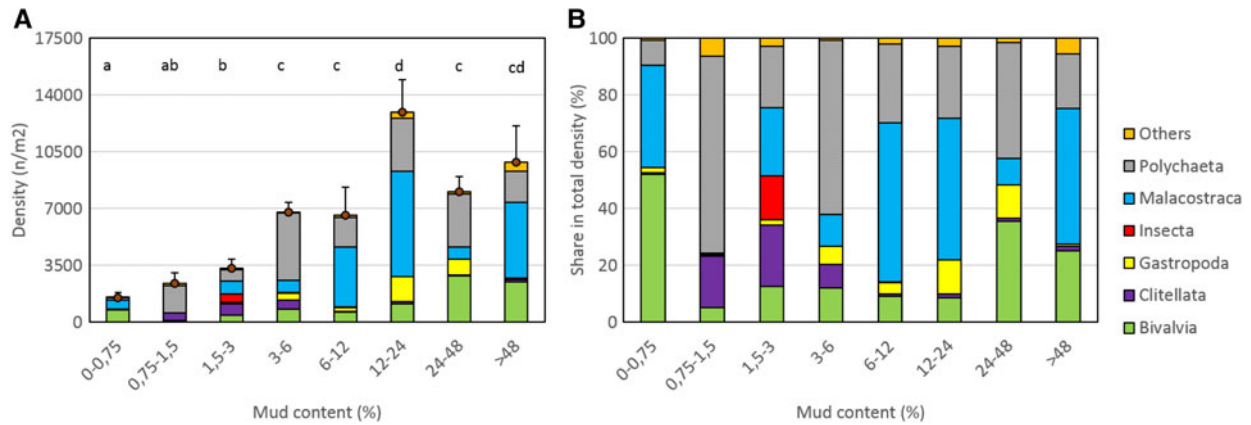 A
17500
14000
10500
7000
3500
0
Density (n/m2)
a ab b c c d c cd
0-0,75 0,75-1,5 1,5-3 3-6 6-12 12-24 24-48 >48
Mud content (%)
B
100
80
60
40
20
0
Share in total density (%)
0-0,75 0,75-1,5 1,5-3 3-6 6-12 12-24 24-48 >48
Mud content (%)
Others
Polychaeta
Malacostraca
Insecta
Gastropoda
Clitellata
Bivalvia